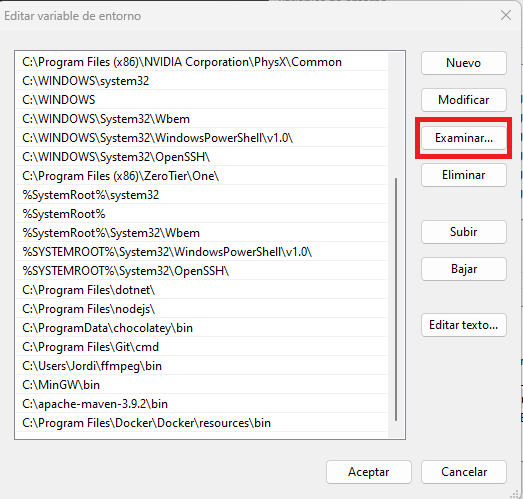 Editar variable de entorno
C:\Program Files (x86)\NVIDIA Corporation\PhysX\Common
C:\WINDOWS\system32
C:\WINDOWS
C:\WINDOWS\System32\Wbem
C:\WINDOWS\System32\WindowsPowerShell\v1.0\
C:\WINDOWS\System32\OpenSSH\
C:\Program Files (x86)\ZeroTier\One\
%SystemRoot%\system32
%SystemRoot%
%SystemRoot%\System32\Wbem
%SYSTEMROOT%\System32\WindowsPowerShell\v1.0\
%SYSTEMROOT%\System32\OpenSSH\
C:\Program Files\dotnet\
C:\Program Files\nodejs\
C:\ProgramData\chocolatey\bin
C:\Program Files\Git\cmd
C:\Users\Jordi\ffmpeg\bin
C:\MinGW\bin
C:\apache-maven-3.9.2\bin
C:\Program Files\Docker\Docker\resources\bin
Nuevo
Modificar
Examinar...
Eliminar
Subir
Bajar
Editar texto...
Aceptar
Cancelar